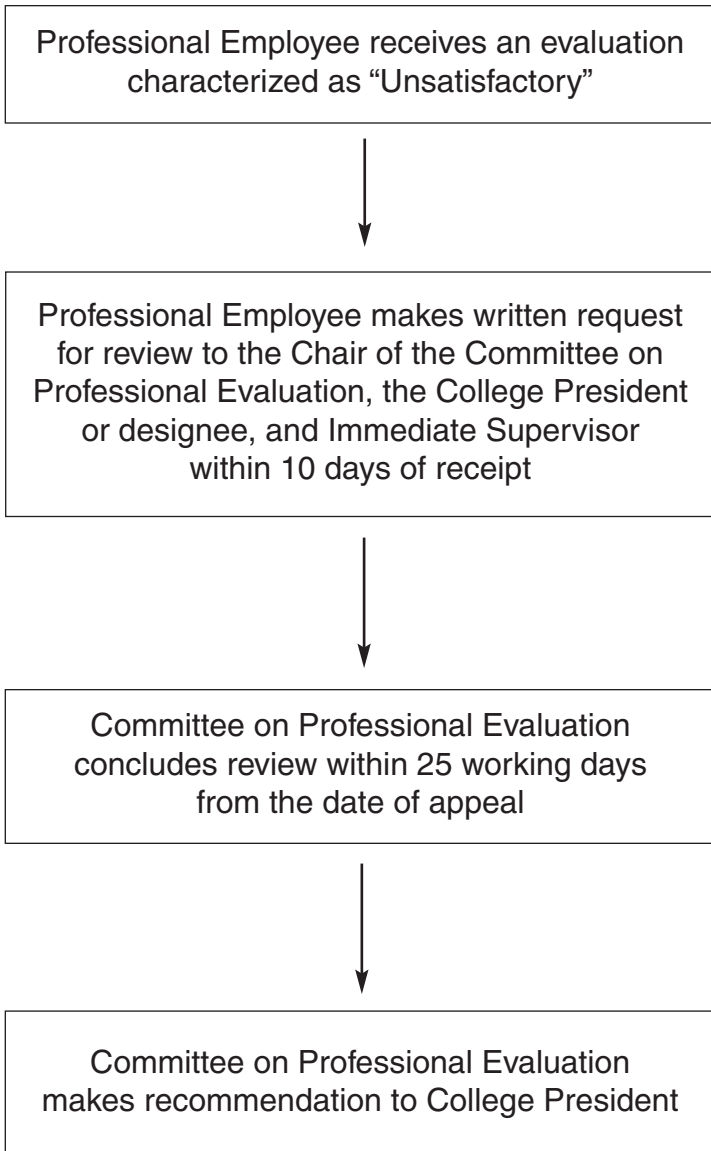 Professional Employee receives an evaluation
characterized as “Unsatisfactory”
Professional Employee makes written request
for review to the Chair of the Committee on
Professional Evaluation, the College President
or designee, and Immediate Supervisor
within 10 days of receipt
Committee on Professional Evaluation
concludes review within 25 working days
from the date of appeal
Committee on Professional Evaluation
makes recommendation to College President